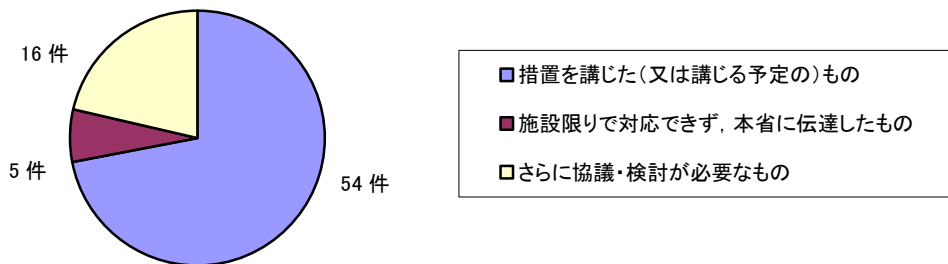 16 件
5 件
54 件
措置を講じた(又は講じる予定の)もの
施設限りで対応できず，本省に伝達したもの
さらに協議・検討が必要なもの